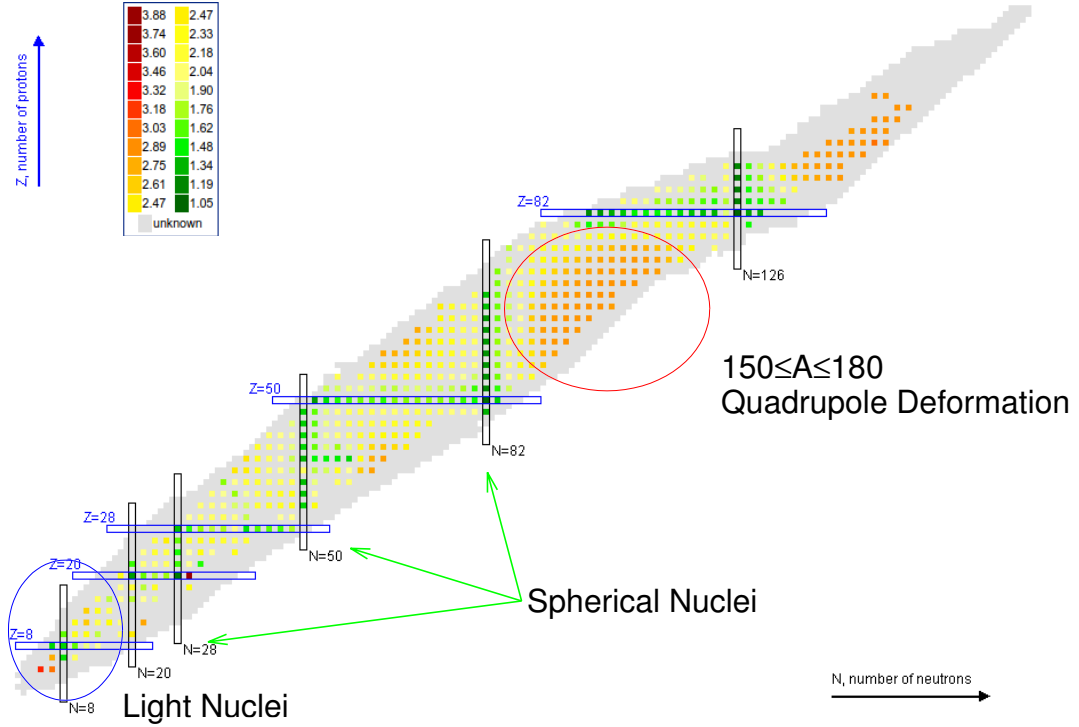 Z, number of protons
3.88 2.47
3.74 2.33
3.60 2.18
3.46 2.04
3.32 1.90
3.18 1.76
3.03 1.62
2.89 1.48
2.75 1.34
2.61 1.19
2.47 1.05
unknown
Z=82
N=126
150≤A≤180
Quadrupole Deformation
Z=50
N=82
Z=28
N=50
Z=20
Spherical Nuclei
Z=8
N=28
N=20
N=8
Light Nuclei
N, number of neutrons